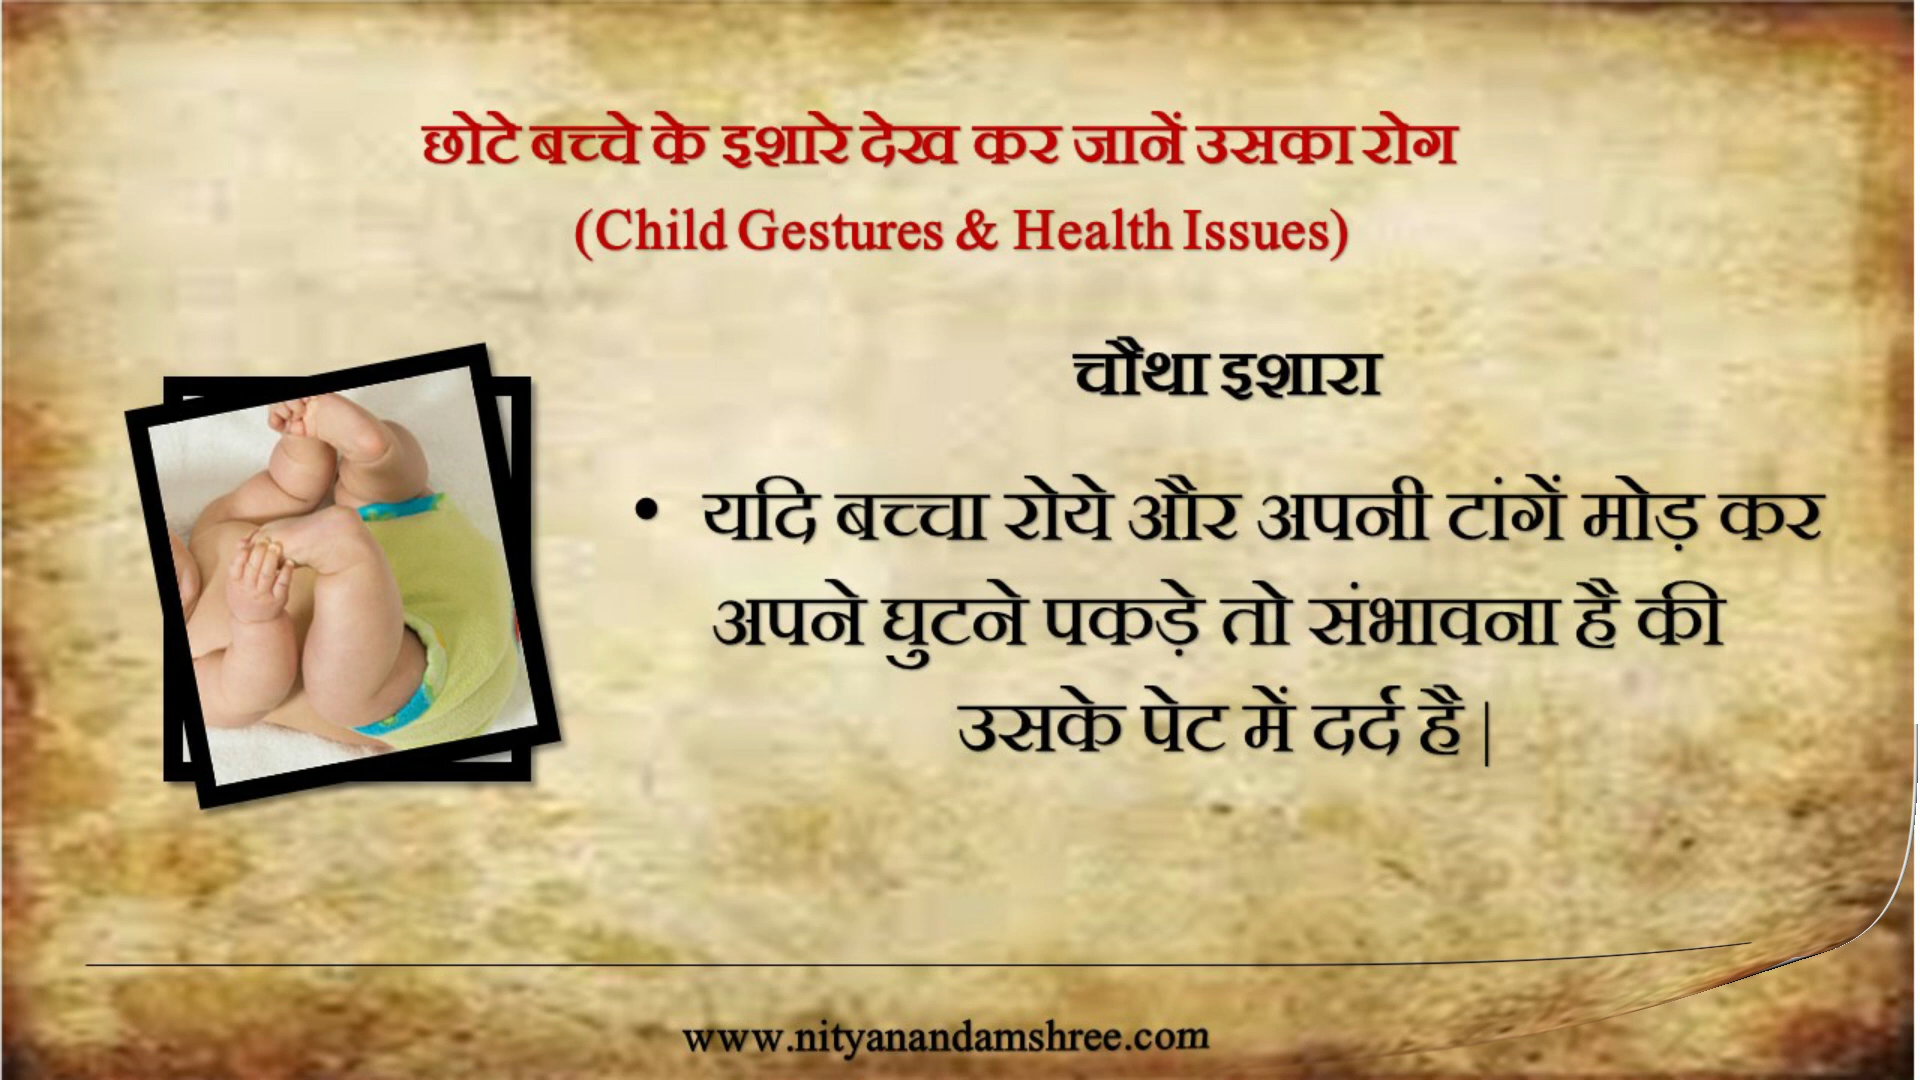 छोटे बच्चे के इशारे देख कर जानें उसका रोग
(Child Gestures & Health Issues)
चौथा इशारा
• यदि बच्चा रोये और अपनी टांगें मोड़ कर
अपने घुटने पकड़े तो संभावना है की
उसके पेट में दर्द है |
www.nityanandamshree.com